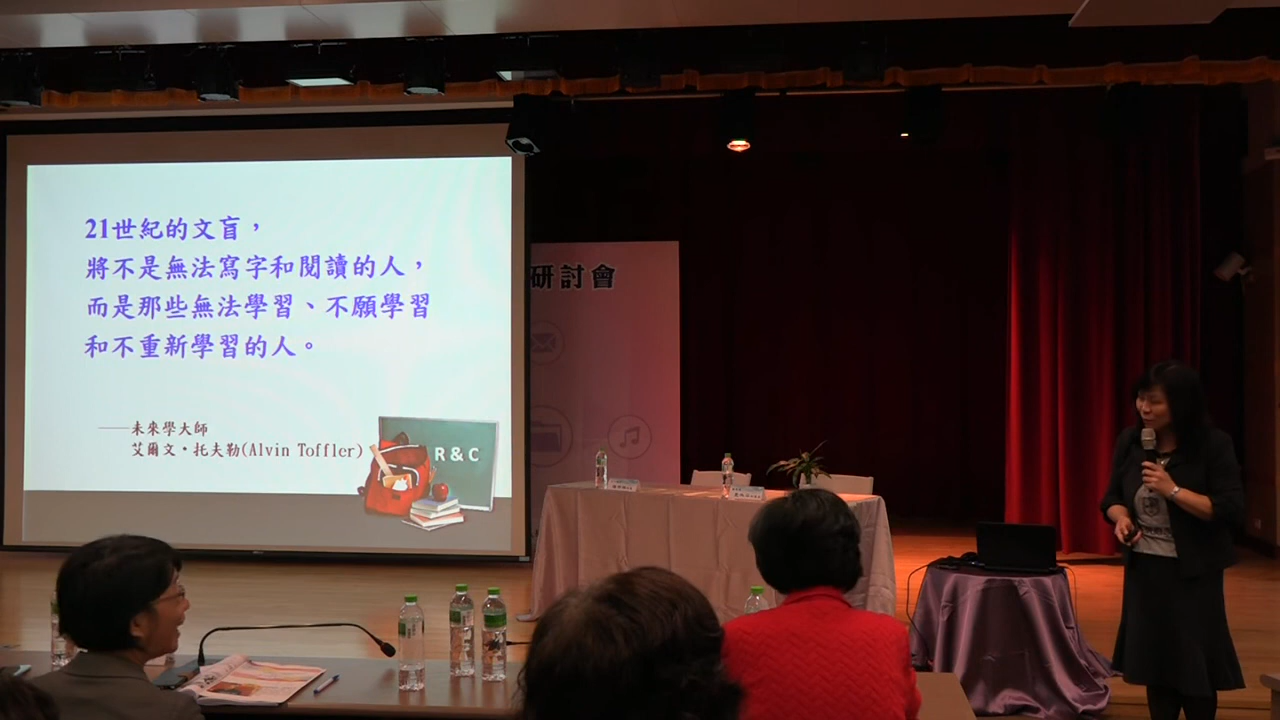 21世紀的文盲，
將不是無法寫字和閱讀的人，
而是那些無法學習、不願學習
和不重新學習的人。
——未來學大師
艾爾文·托夫勒(Alvin Toffler)
R & C
研討會